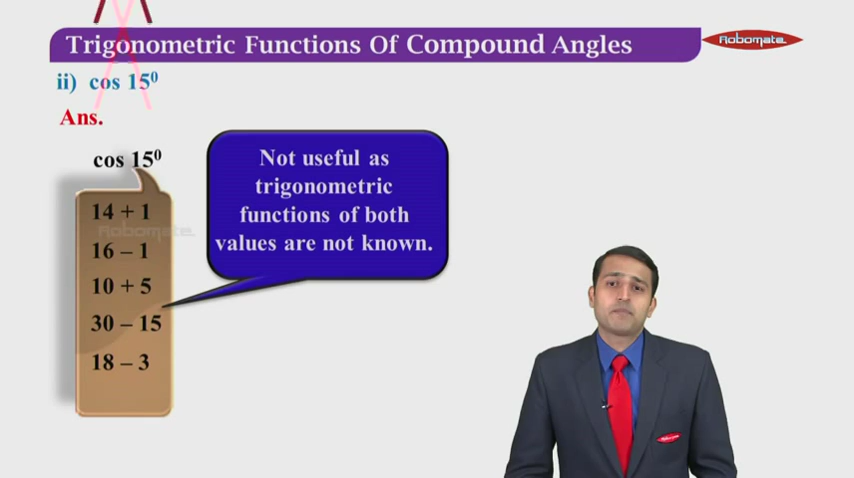 Trigonometric Functions Of Compound Angles
Robomate
ii) cos 15⁰
Ans.
cos 15⁰
14 + 1
Robomate
16 – 1
10 + 5
30 – 15
18 – 3
Not useful as
trigonometric
functions of both
values are not known.